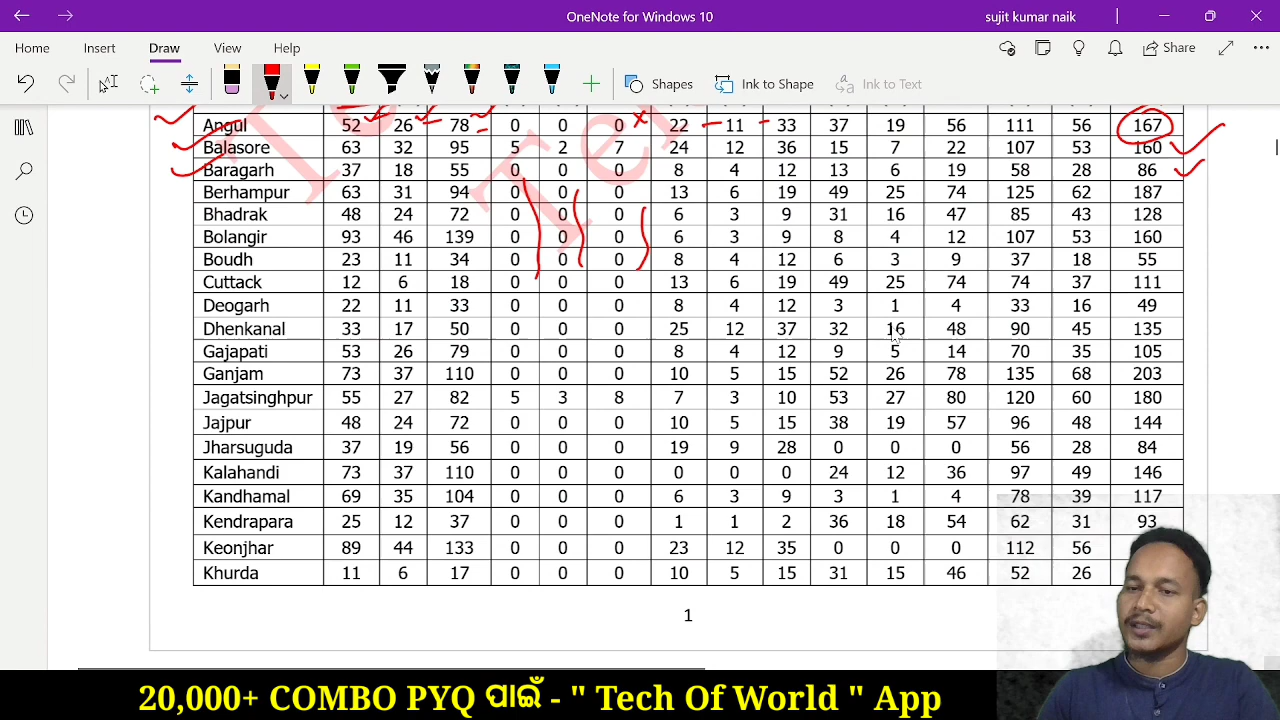 OneNote for Windows 10
sujit kumar naik
Home Insert Draw View Help
Share
Shapes Ink to Shape Ink to Text
Angul 52 26 78 0 0 0 22 11 33 37 19 56 111 56 167
Balasore 63 32 95 5 2 7 24 12 36 15 7 22 107 53 160
Baragarh 37 18 55 0 0 0 8 4 12 13 6 19 58 28 86
Berhampur 63 31 94 0 0 0 13 6 19 49 25 74 125 62 187
Bhadrak 48 24 72 0 0 0 6 3 9 31 16 47 85 43 128
Bolangir 93 46 139 0 0 0 6 3 9 8 4 12 107 53 160
Boudh 23 11 34 0 0 0 8 4 12 6 3 9 37 18 55
Cuttack 12 6 18 0 0 0 13 6 19 49 25 74 74 37 111
Deogarh 22 11 33 0 0 0 8 4 12 3 1 4 33 16 49
Dhenkanal 33 17 50 0 0 0 25 12 37 32 16 48 90 45 135
Gajapati 53 26 79 0 0 0 8 4 12 9 5 14 70 35 105
Ganjam 73 37 110 0 0 0 10 5 15 52 26 78 135 68 203
Jagatsinghpur 55 27 82 5 3 8 7 3 10 53 27 80 120 60 180
Jajpur 48 24 72 0 0 0 10 5 15 38 19 57 96 48 144
Jharsuguda 37 19 56 0 0 0 19 9 28 0 0 0 56 28 84
Kalahandi 73 37 110 0 0 0 0 0 0 24 12 36 97 49 146
Kandhamal 69 35 104 0 0 0 6 3 9 3 1 4 78 39 117
Kendrapara 25 12 37 0 0 0 1 1 2 36 18 54 62 31 93
Keonjhar 89 44 133 0 0 0 23 12 35 0 0 0 112 56
Khurda 11 6 17 0 0 0 10 5 15 31 15 46 52 26
1
20,000+ COMBO PYQ ପାଇଁ - " Tech Of World " App